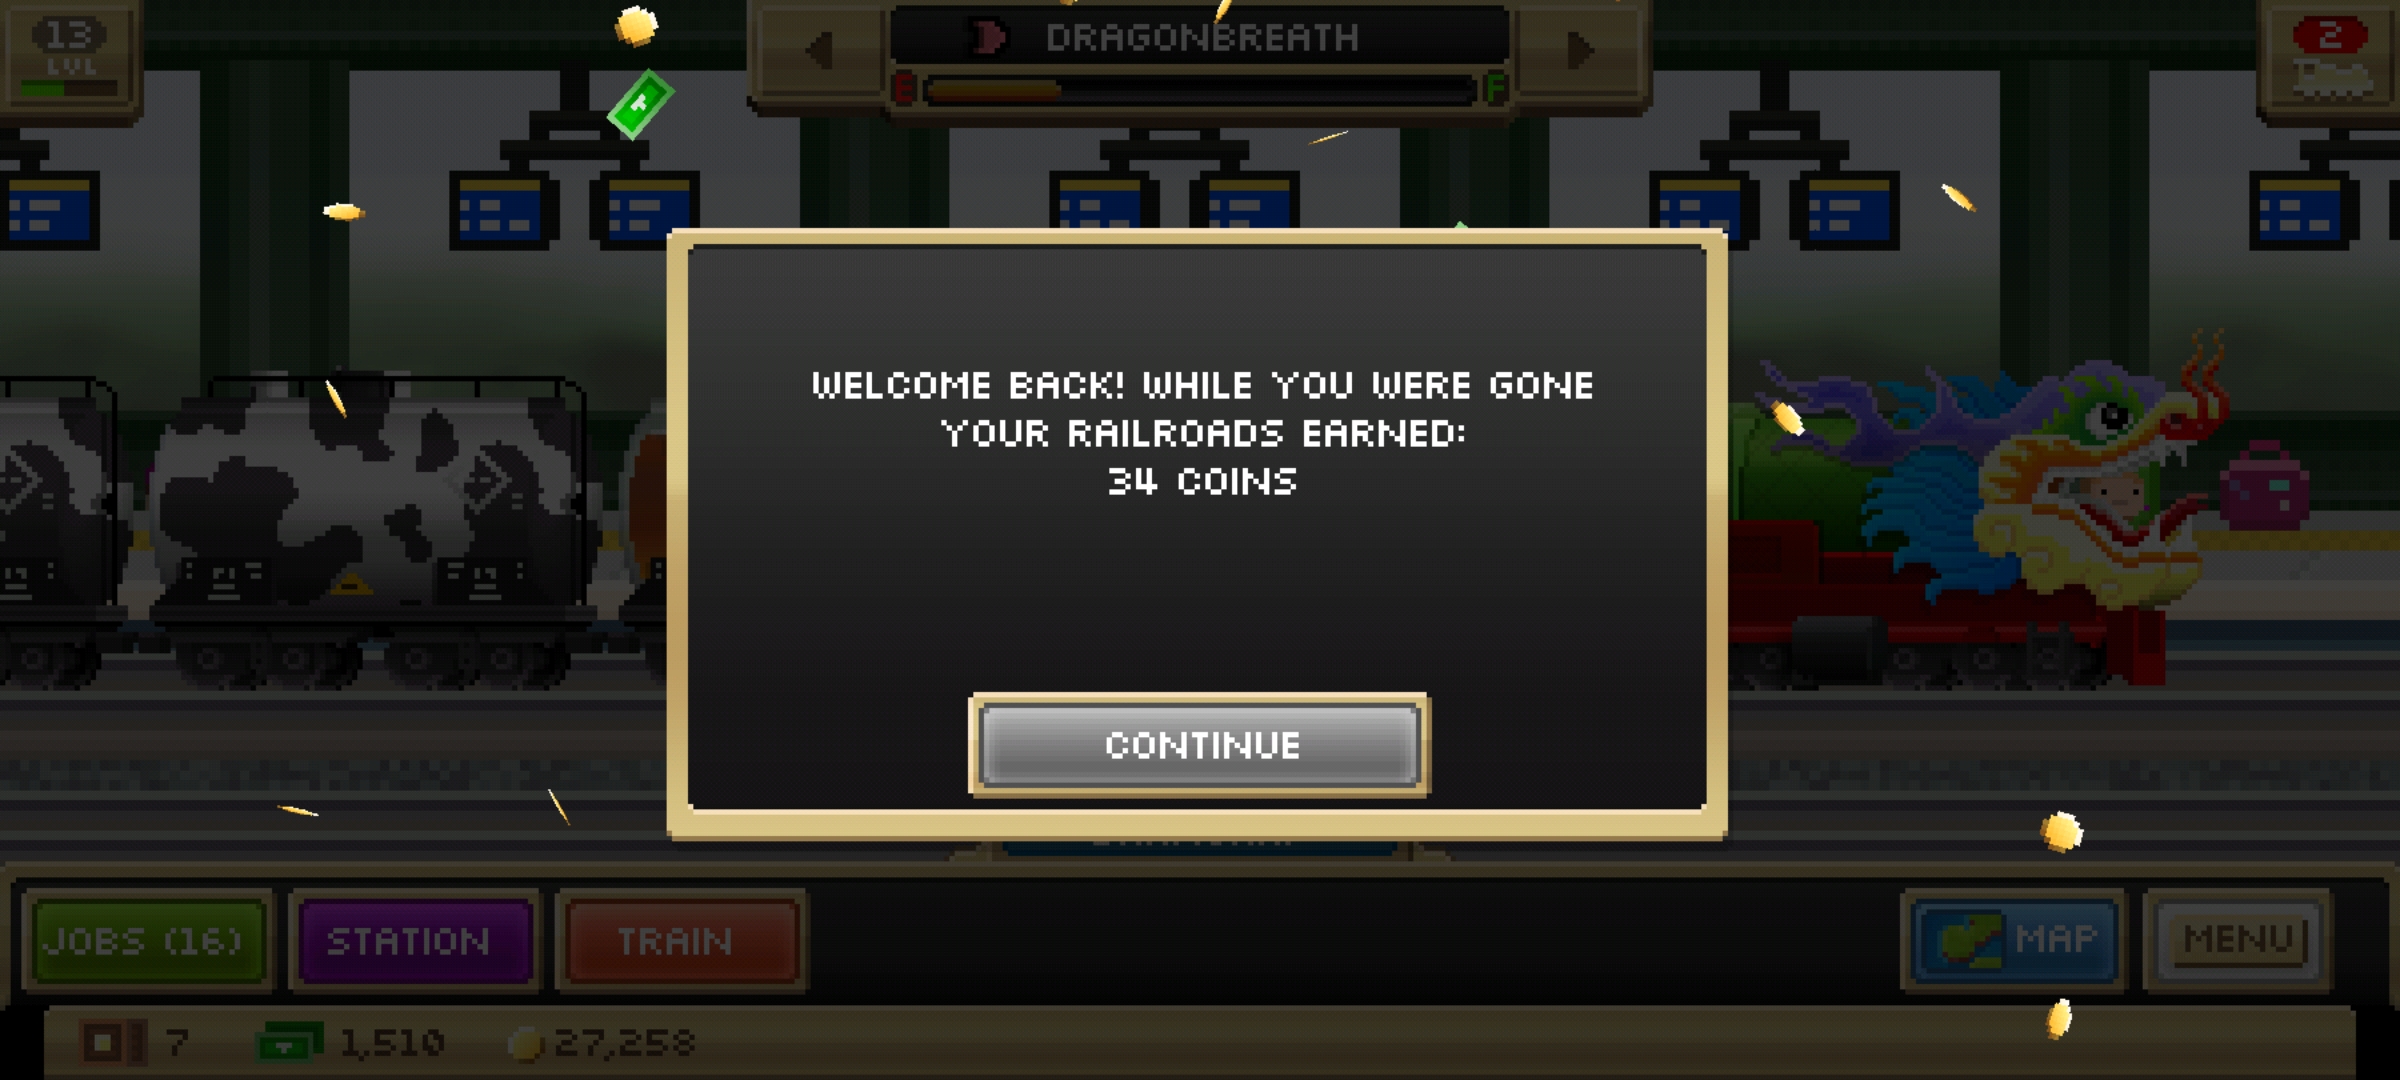 13
LVL
DRAGONBREATH
E
F
2
WELCOME BACK! WHILE YOU WERE GONE
YOUR RAILROADS EARNED:
34 COINS
CONTINUE
JOBS (16)
STATION
TRAIN
MAP
MENU
7
1,510
27,258